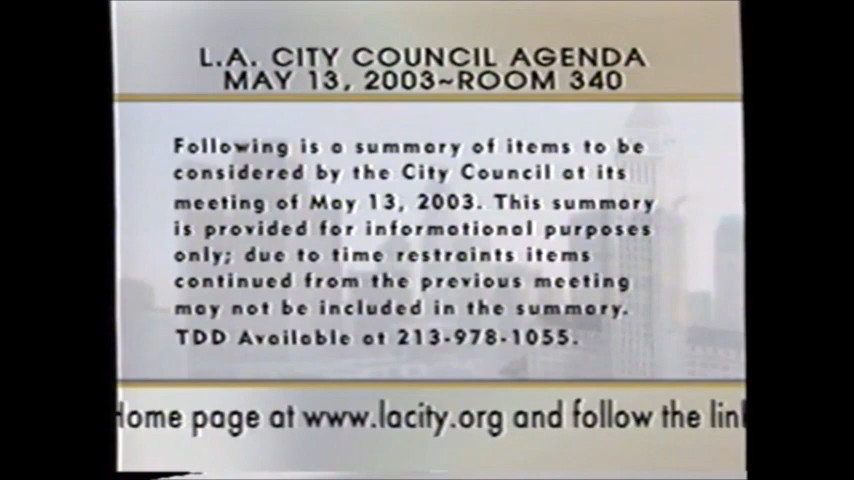 L.A. CITY COUNCIL AGENDA
MAY 13, 2003~ROOM 340
Following is a summary of items to be
considered by the City Council at its
meeting of May 13, 2003. This summary
is provided for informational purposes
only; due to time restraints items
continued from the previous meeting
may not be included in the summary.
TDD Available at 213-978-1055.
Home page at www.lacity.org and follow the link